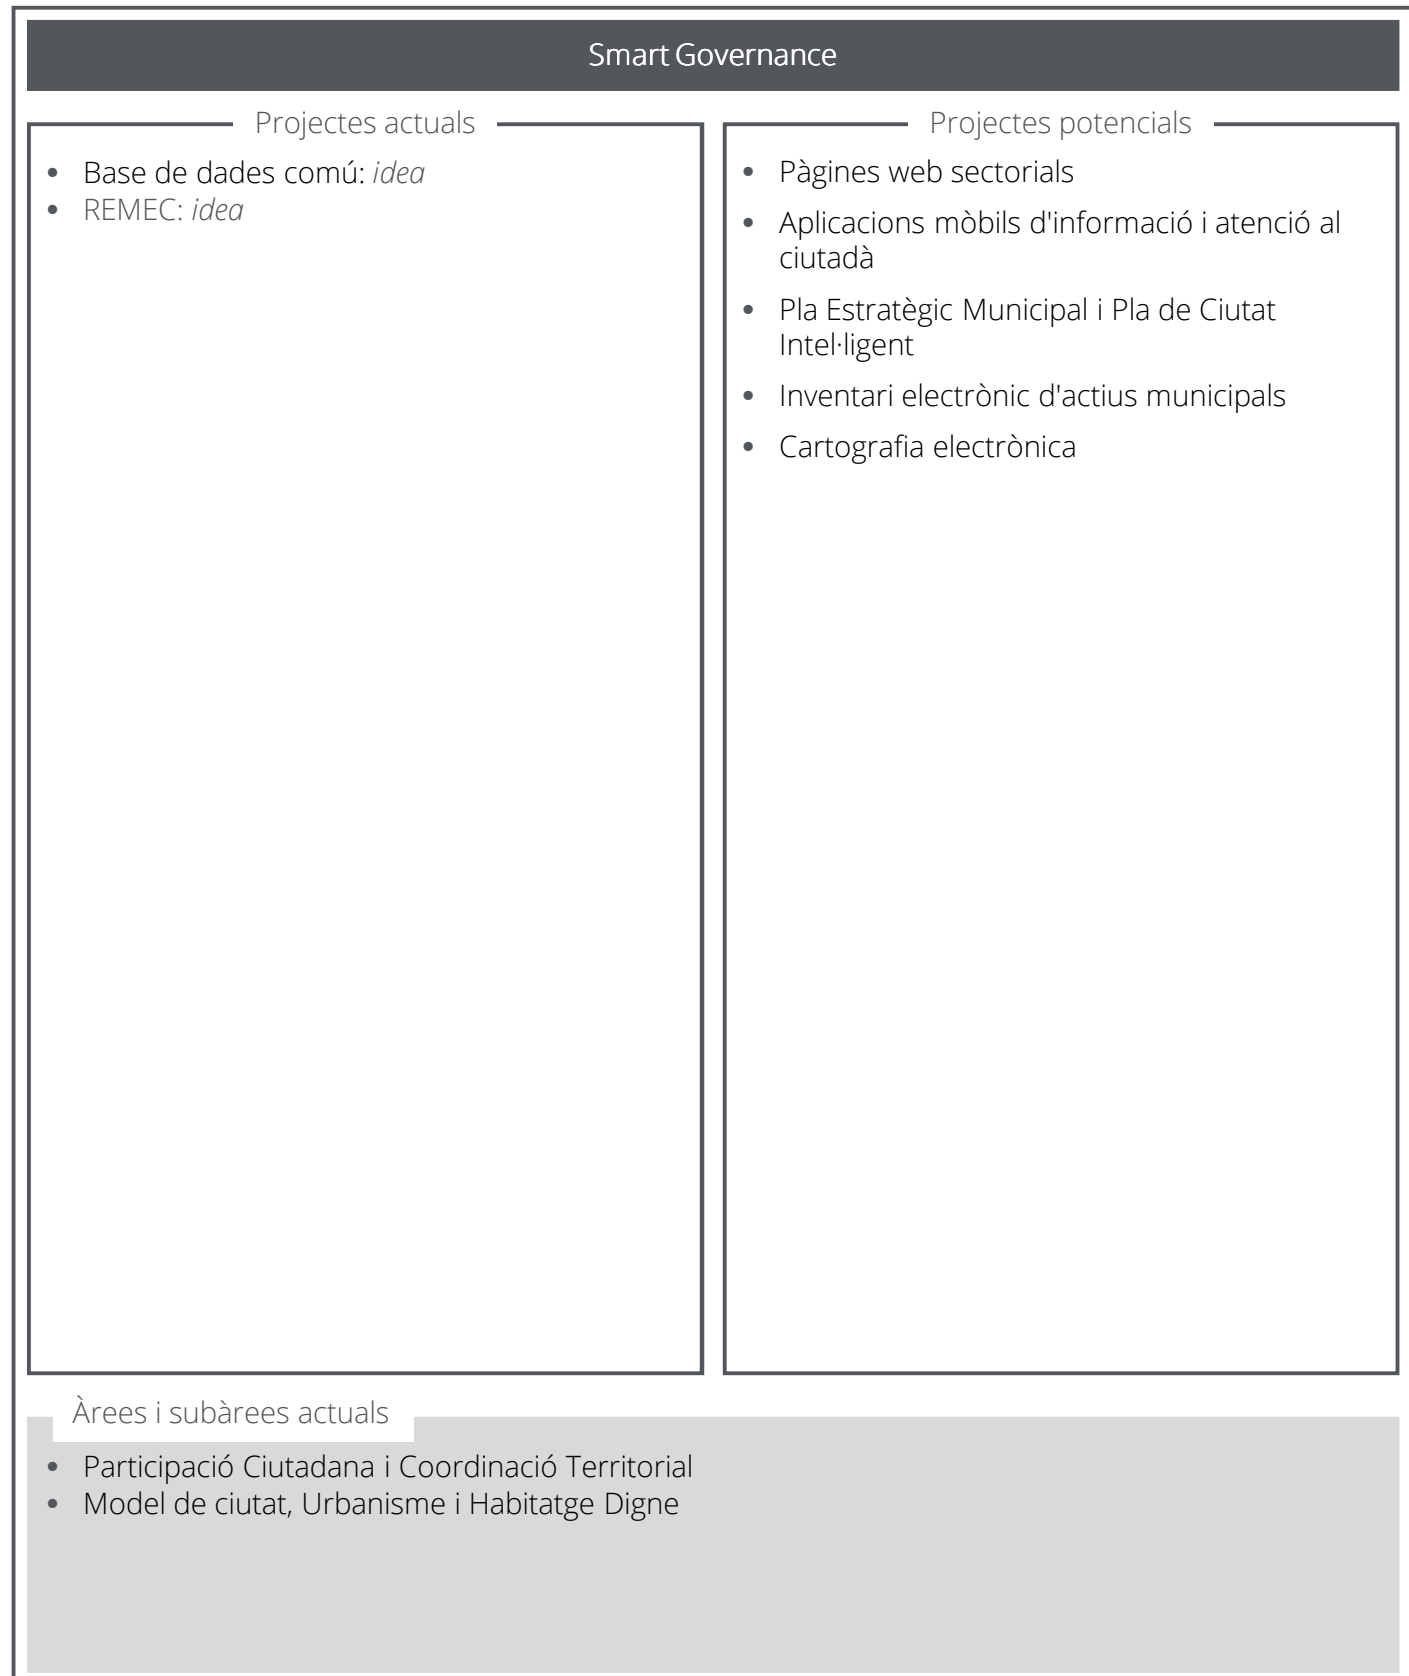 Smart Governance
Projectes actuals
• Base de dades comú: idea
• REMEC: idea
Projectes potencials
• Pàgines web sectorials
• Aplicacions mòbils d'informació i atenció al
ciutadà
• Pla Estratègic Municipal i Pla de Ciutat
Intel·ligent
• Inventari electrònic d'actius municipals
• Cartografia electrònica
Àrees i subàrees actuals
• Participació Ciutadana i Coordinació Territorial
• Model de ciutat, Urbanisme i Habitatge Digne